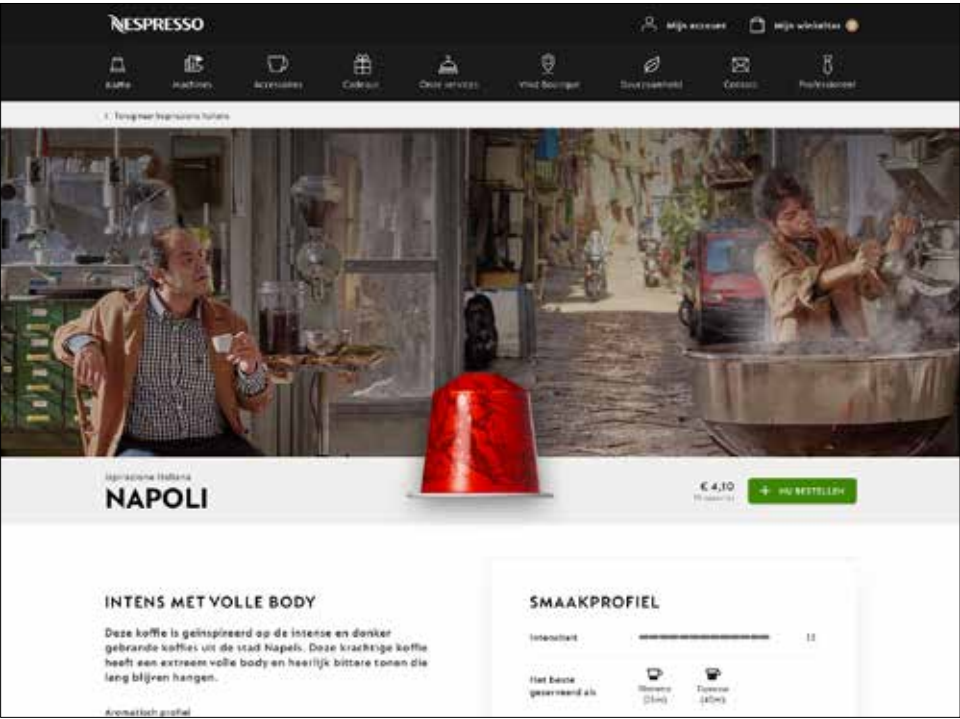 NESPRESSO
Mijn account
Mijn winkeltas
Koffie
Machines
Accessoires
Cadeaus
Onze services
Vind Boutique
Duurzaamheid
Contact
Professioneel
Ispirazione Italiana
NAPOLI
€ 4,10
NU BESTELLEN
INTENS MET VOLLE BODY
Deze koffie is geïnspireerd op de intense en donker
gebrande koffies uit de stad Napels. Deze krachtige koffie
heeft een extreem volle body en heerlijk bittere tonen die
lang blijven hangen.
Aromatisch profiel
SMAAKPROFIEL
Intensiteit
Het beste
geserveerd als
Ristretto
Espresso
(25ml)
(40ml)